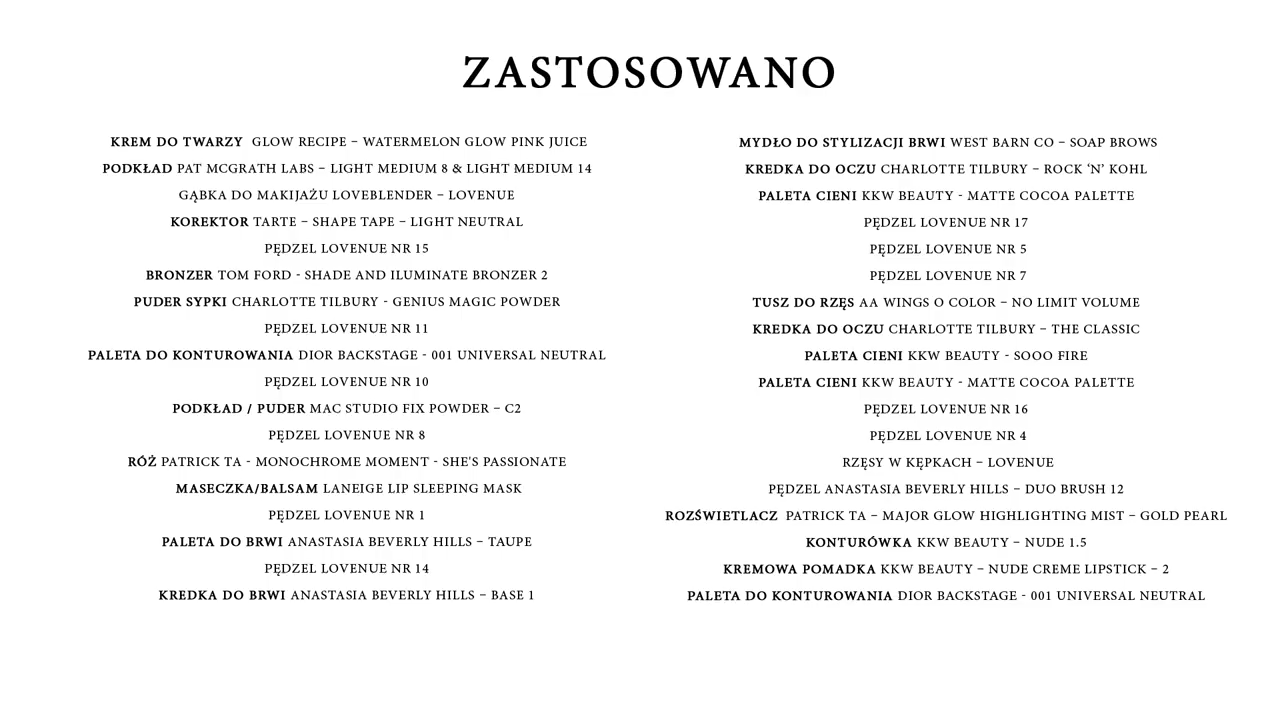 ZASTOSOWANO
KREM DO TWARZY GLOW RECIPE – WATERMELON GLOW PINK JUICE
PODKŁAD PAT MCGRATH LABS – LIGHT MEDIUM 8 & LIGHT MEDIUM 14
GĄBKA DO MAKIJAŻU LOVEBLENDER – LOVENUE
KOREKTOR TARTE – SHAPE TAPE – LIGHT NEUTRAL
PĘDZEL LOVENUE NR 15
BRONZER TOM FORD - SHADE AND ILUMINATE BRONZER 2
PUDER SYPKI CHARLOTTE TILBURY - GENIUS MAGIC POWDER
PĘDZEL LOVENUE NR 11
PALETA DO KONTUROWANIA DIOR BACKSTAGE - 001 UNIVERSAL NEUTRAL
PĘDZEL LOVENUE NR 10
PODKŁAD / PUDER MAC STUDIO FIX POWDER – C2
PĘDZEL LOVENUE NR 8
RÓŻ PATRICK TA - MONOCHROME MOMENT - SHE'S PASSIONATE
MASECZKA/BALSAM LANEIGE LIP SLEEPING MASK
PĘDZEL LOVENUE NR 1
PALETA DO BRWI ANASTASIA BEVERLY HILLS – TAUPE
PĘDZEL LOVENUE NR 14
KREDKA DO BRWI ANASTASIA BEVERLY HILLS – BASE 1
MYDŁO DO STYLIZACJI BRWI WEST BARN CO – SOAP BROWS
KREDKA DO OCZU CHARLOTTE TILBURY – ROCK ‘N’ KOHL
PALETA CIENI KKW BEAUTY - MATTE COCOA PALETTE
PĘDZEL LOVENUE NR 17
PĘDZEL LOVENUE NR 5
PĘDZEL LOVENUE NR 7
TUSZ DO RZĘS AA WINGS O COLOR – NO LIMIT VOLUME
KREDKA DO OCZU CHARLOTTE TILBURY – THE CLASSIC
PALETA CIENI KKW BEAUTY - SOOO FIRE
PALETA CIENI KKW BEAUTY - MATTE COCOA PALETTE
PĘDZEL LOVENUE NR 16
PĘDZEL LOVENUE NR 4
RZĘSY W KĘPKACH – LOVENUE
PĘDZEL ANASTASIA BEVERLY HILLS – DUO BRUSH 12
ROZŚWIETLACZ PATRICK TA – MAJOR GLOW HIGHLIGHTING MIST – GOLD PEARL
KONTURÓWKA KKW BEAUTY – NUDE 1.5
KREMOWA POMADKA KKW BEAUTY – NUDE CREME LIPSTICK – 2
PALETA DO KONTUROWANIA DIOR BACKSTAGE - 001 UNIVERSAL NEUTRAL